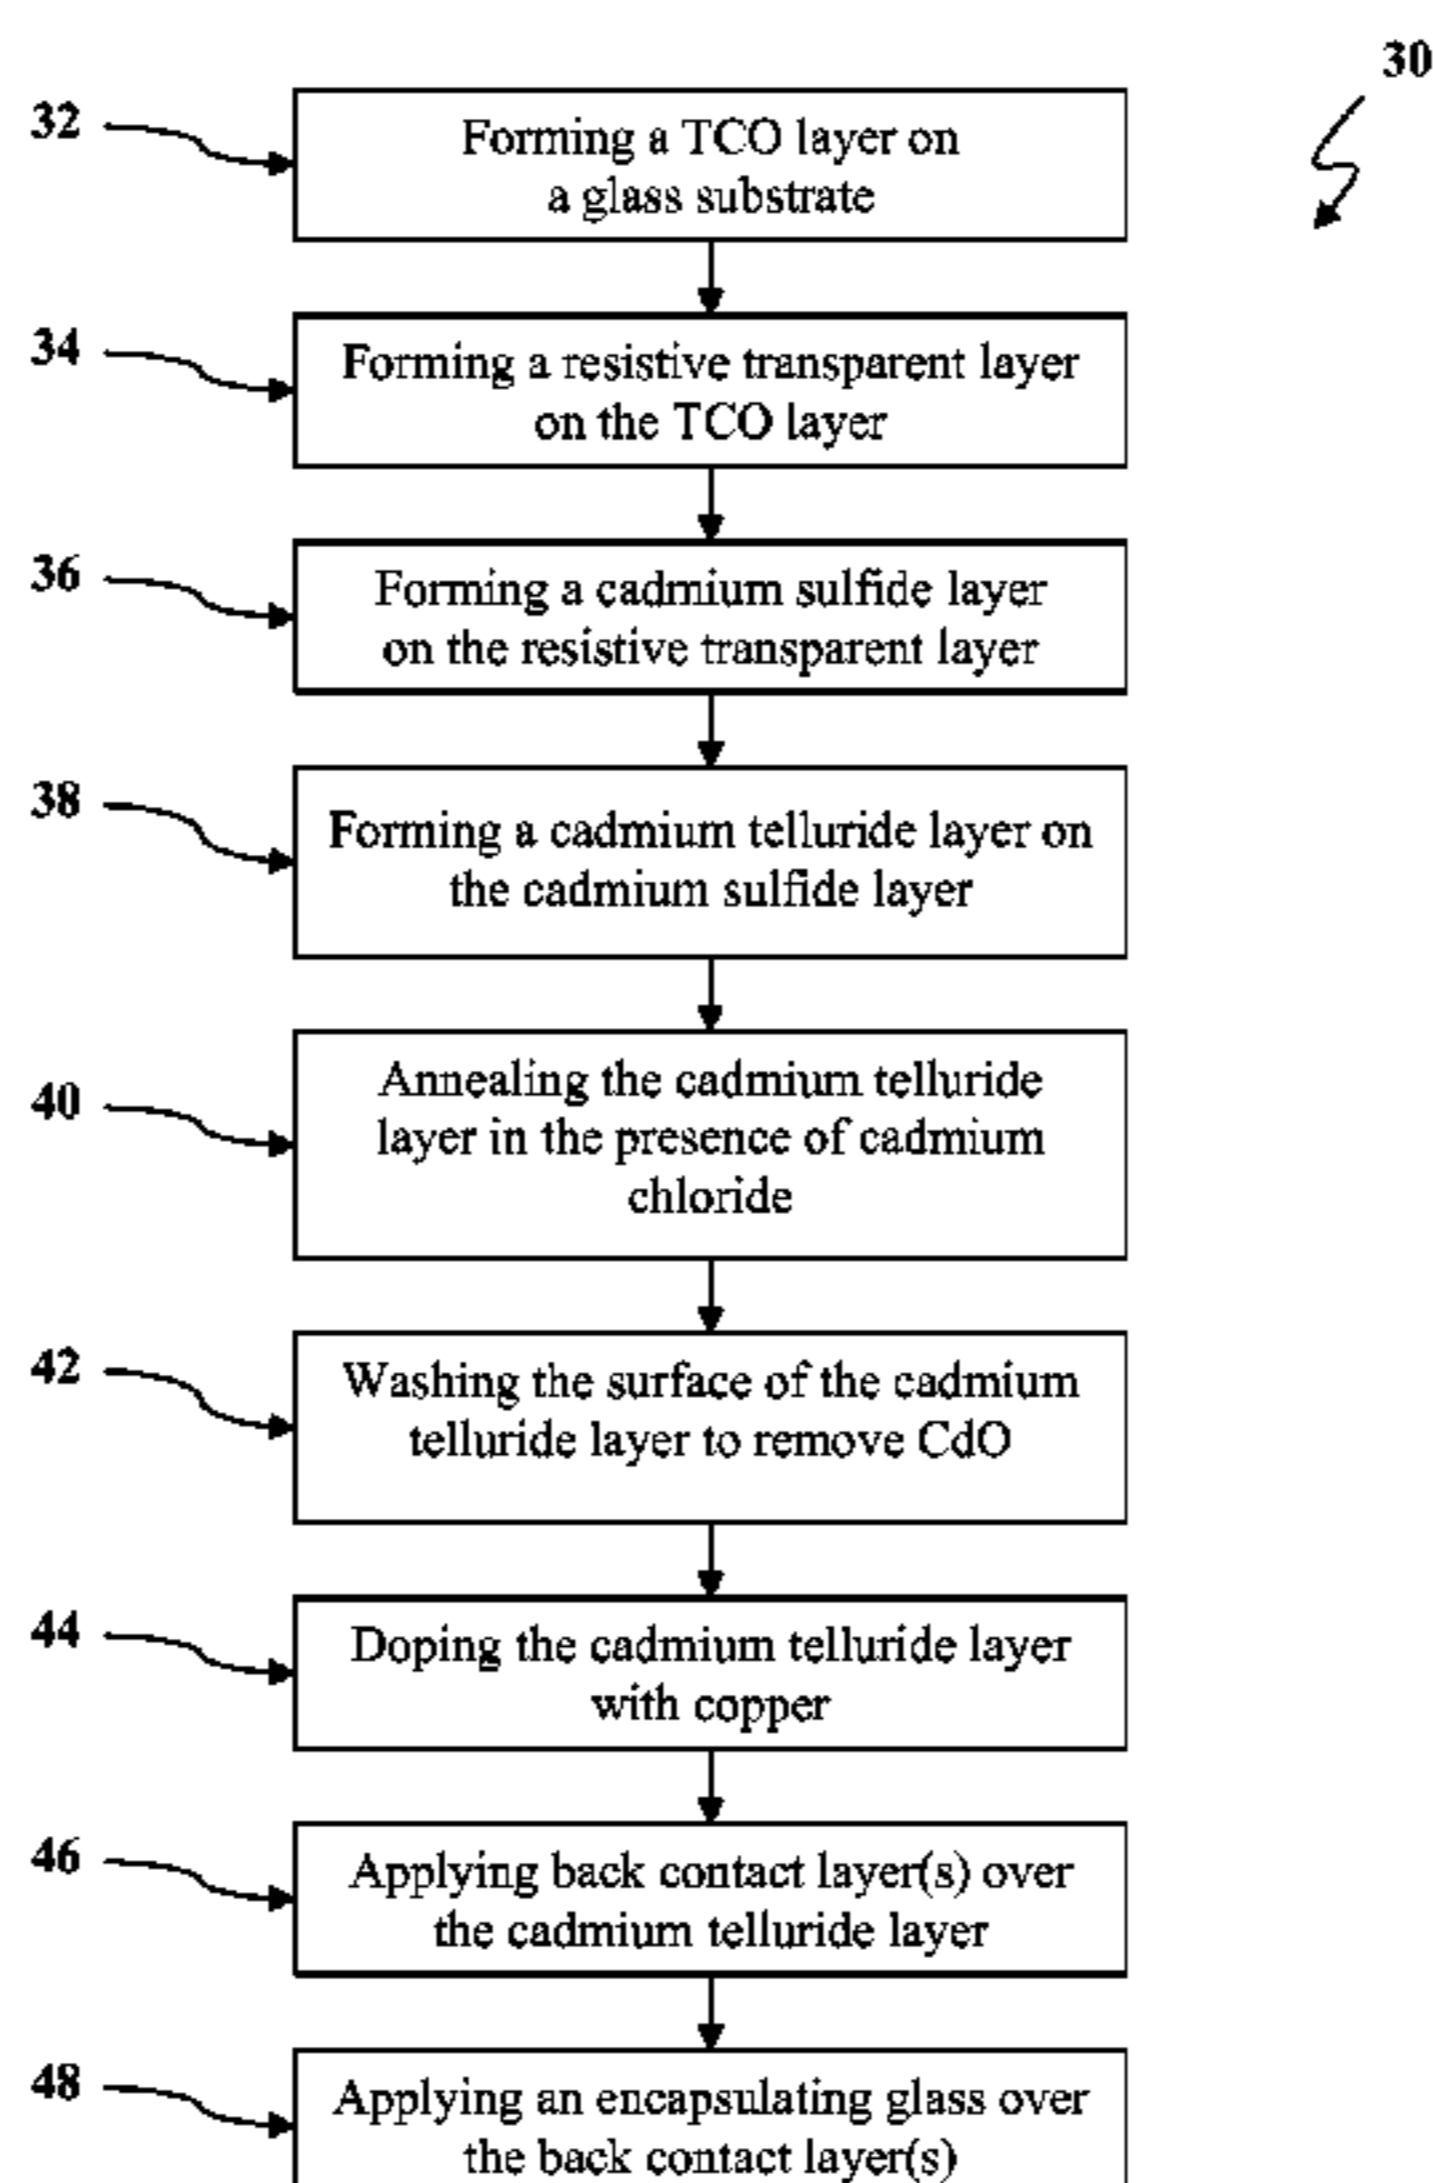 30
32
Forming a TCO layer on
a glass substrate
34
Forming a resistive transparent layer
on the TCO layer
36
Forming a cadmium sulfide layer
on the resistive transparent layer
38
Forming a cadmium telluride layer on
the cadmium sulfide layer
40
Annealing the cadmium telluride
layer in the presence of cadmium
chloride
42
Washing the surface of the cadmium
telluride layer to remove CdO
44
Doping the cadmium telluride layer
with copper
46
Applying back contact layer(s) over
the cadmium telluride layer
48
Applying an encapsulating glass over
the back contact layer(s)